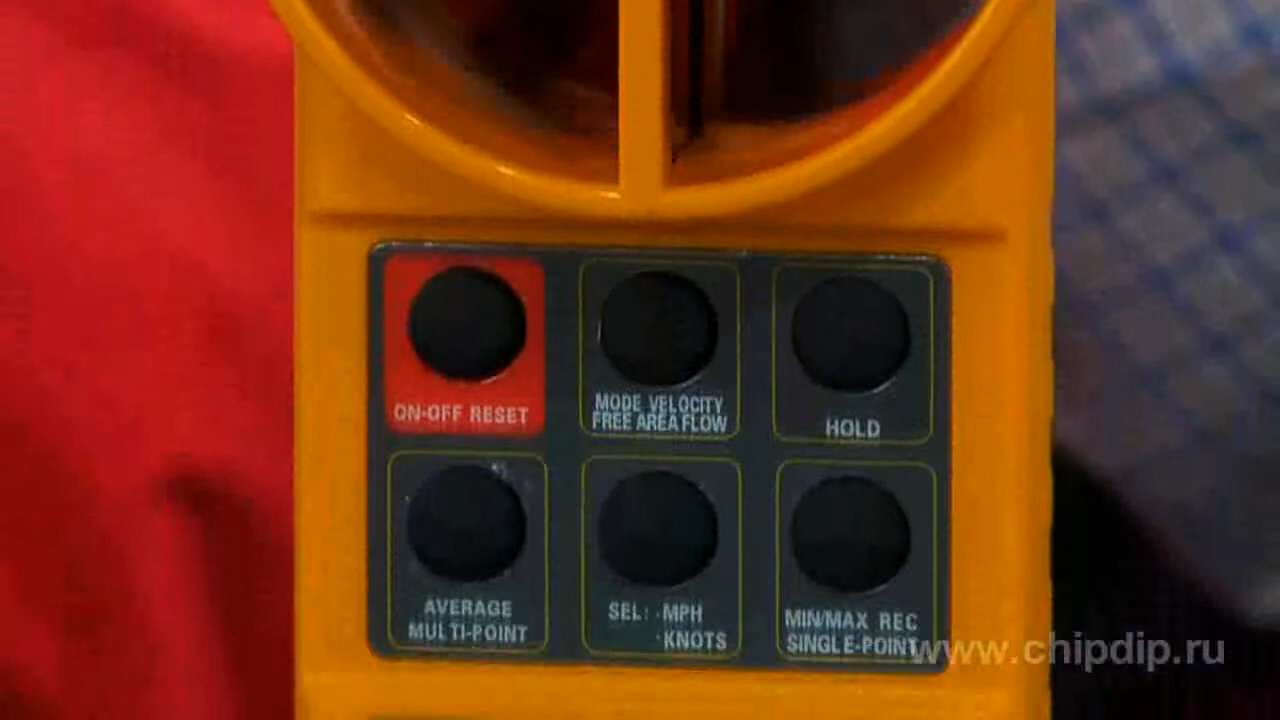 ON-OFF RESET
MODE VELOCITY
FREE AREA FLOW
HOLD
AVERAGE
MULTI-POINT
SEL: ·MPH
·KNOTS
MIN/MAX REC
SINGLE-POINT
www.chipdip.ru